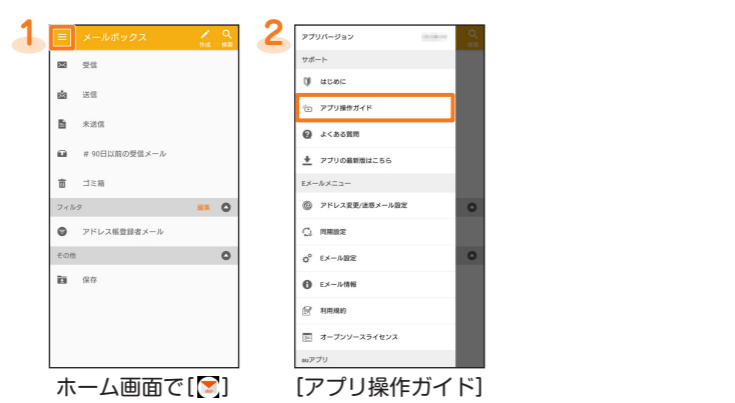 1
メールボックス
作成
検索
受信
送信
未送信
# 90日以前の受信メール
ゴミ箱
フィルタ
編集
アドレス帳登録者メール
その他
保存
ホーム画面で[ ]
2
アプリバージョン
サポート
はじめに
アプリ操作ガイド
よくある質問
アプリの最新版はこちら
Eメールメニュー
アドレス変更/迷惑メール設定
同期設定
Eメール設定
Eメール情報
利用規約
オープンソースライセンス
auアプリ
[アプリ操作ガイド]